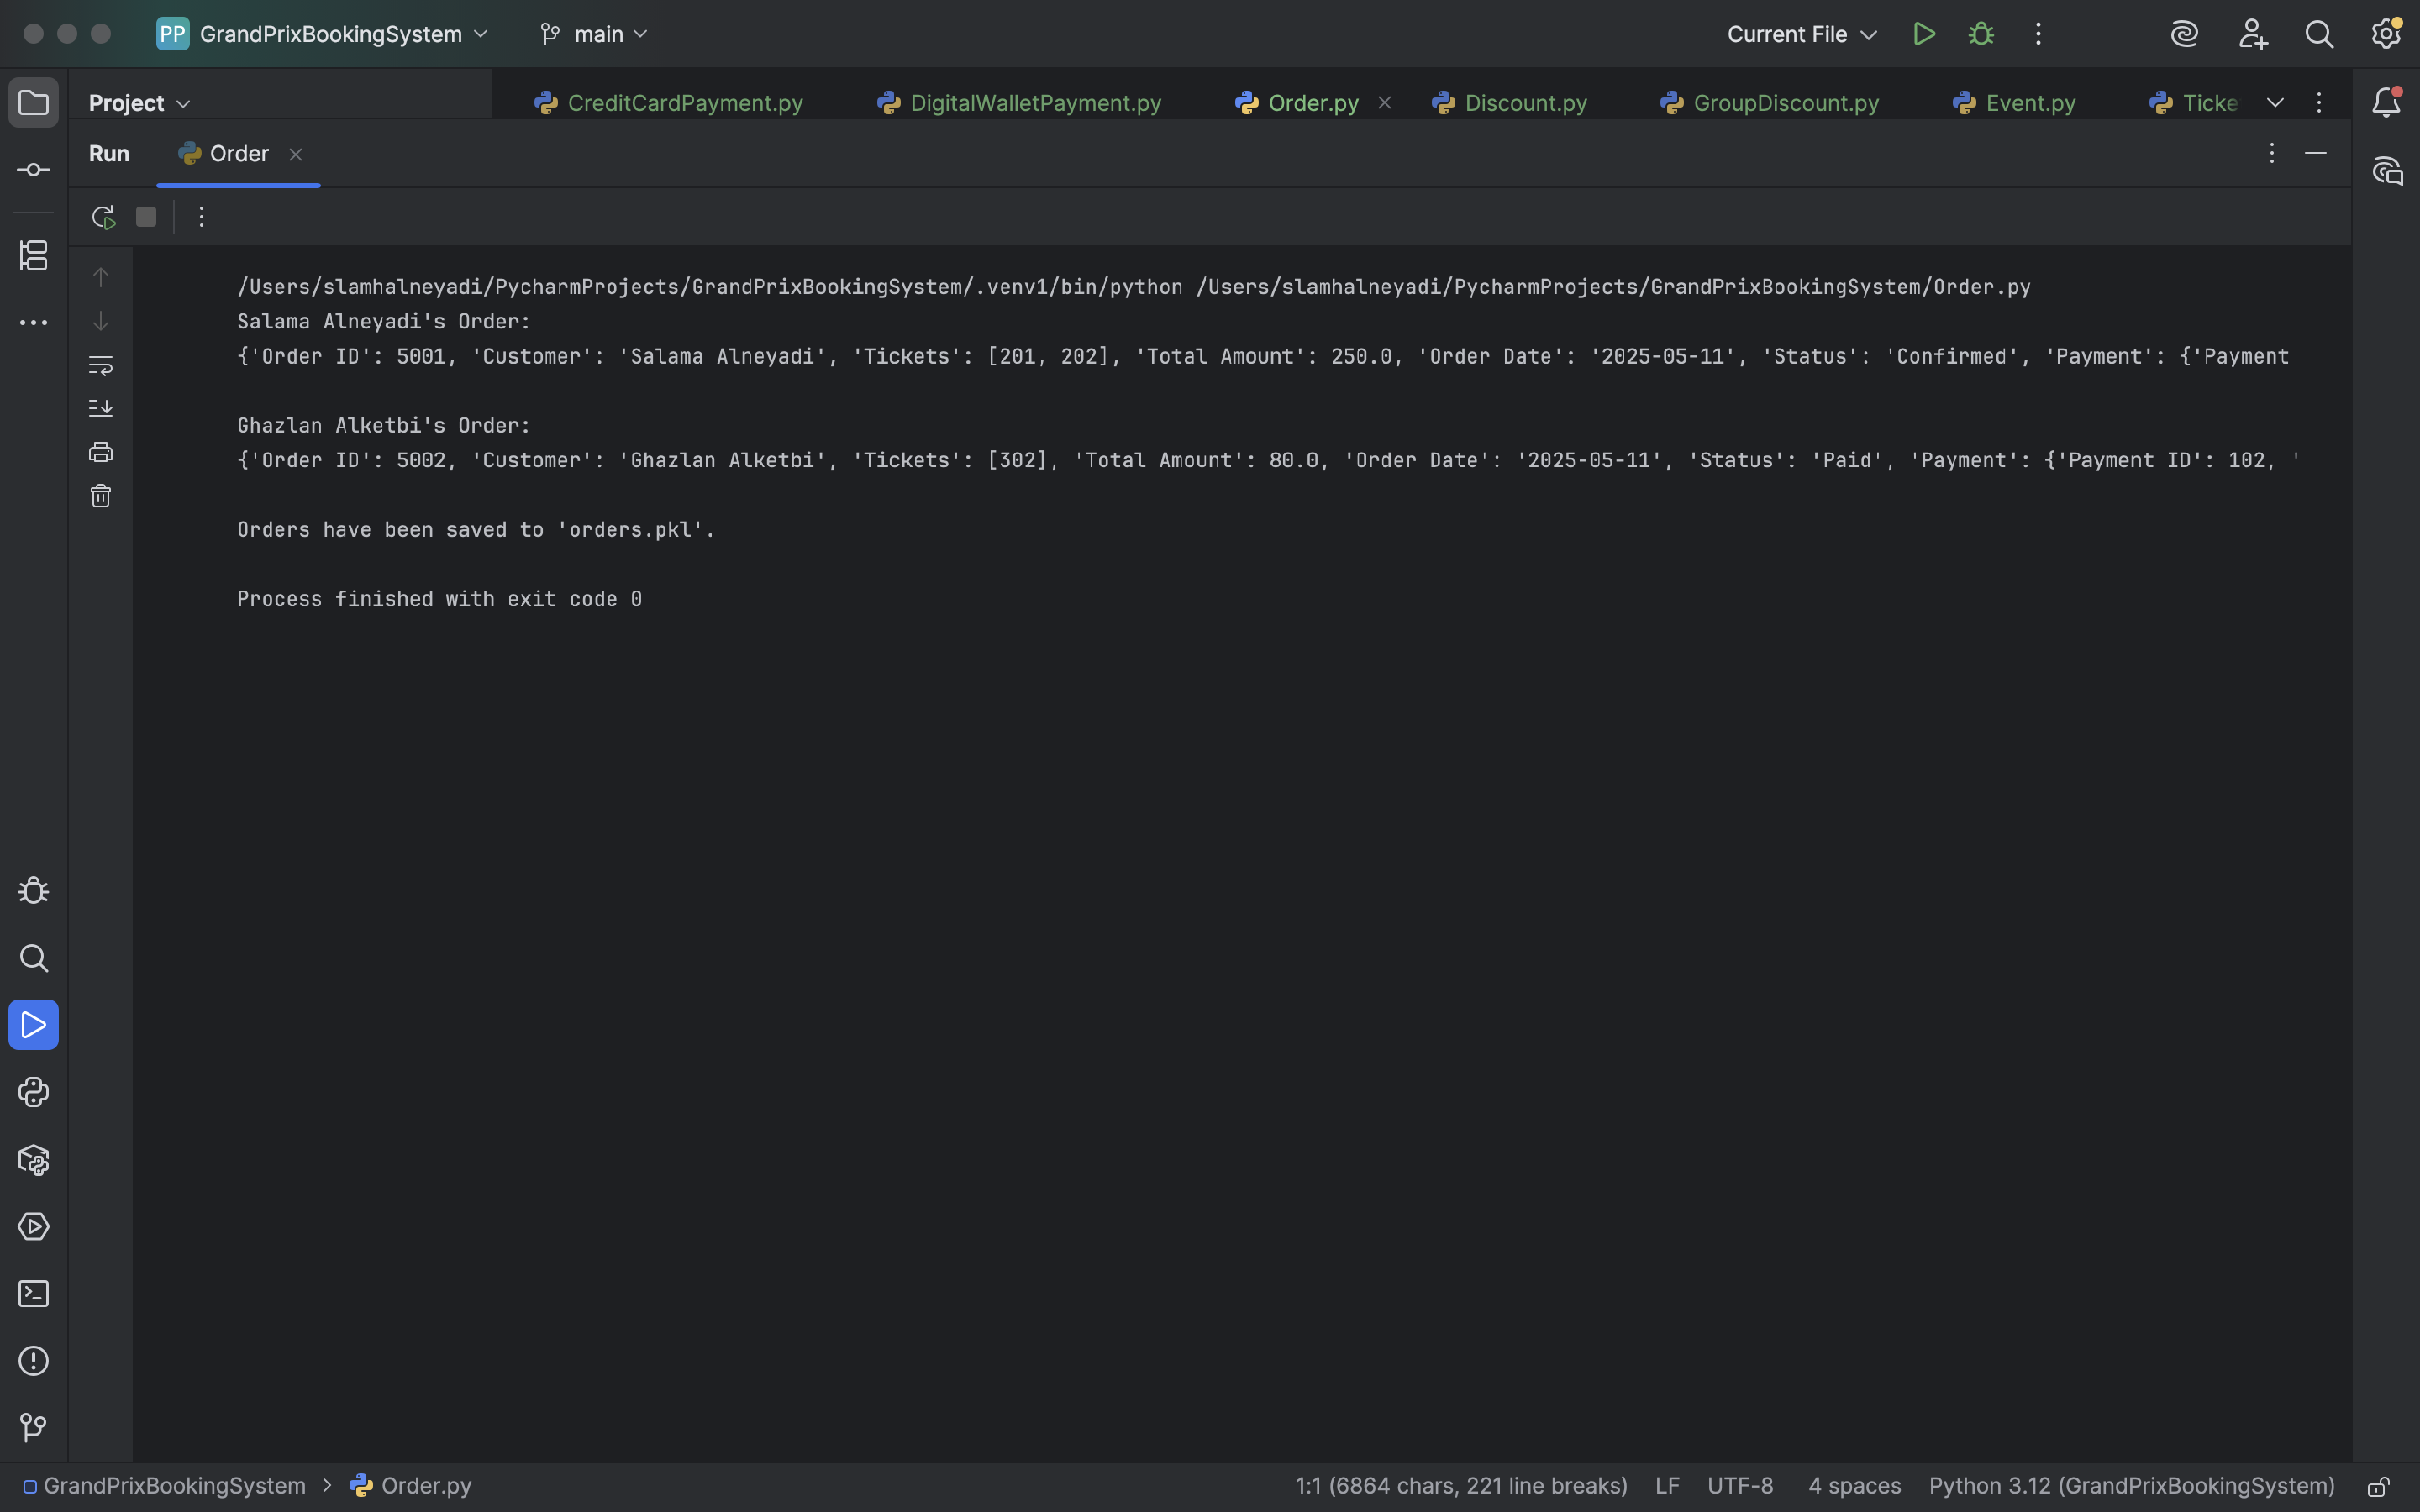 PP GrandPrixBookingSystem main Current File
Project CreditCardPayment.py DigitalWalletPayment.py Order.py Discount.py GroupDiscount.py Event.py Ticke
Run Order
/Users/slamhalneyadi/PycharmProjects/GrandPrixBookingSystem/.venv1/bin/python /Users/slamhalneyadi/PycharmProjects/GrandPrixBookingSystem/Order.py
Salama Alneyadi's Order:
{'Order ID': 5001, 'Customer': 'Salama Alneyadi', 'Tickets': [201, 202], 'Total Amount': 250.0, 'Order Date': '2025-05-11', 'Status': 'Confirmed', 'Payment': {'Payment
Ghazlan Alketbi's Order:
{'Order ID': 5002, 'Customer': 'Ghazlan Alketbi', 'Tickets': [302], 'Total Amount': 80.0, 'Order Date': '2025-05-11', 'Status': 'Paid', 'Payment': {'Payment ID': 102, '
Orders have been saved to 'orders.pkl'.
Process finished with exit code 0
GrandPrixBookingSystem > Order.py 1:1 (6864 chars, 221 line breaks) LF UTF-8 4 spaces Python 3.12 (GrandPrixBookingSystem)